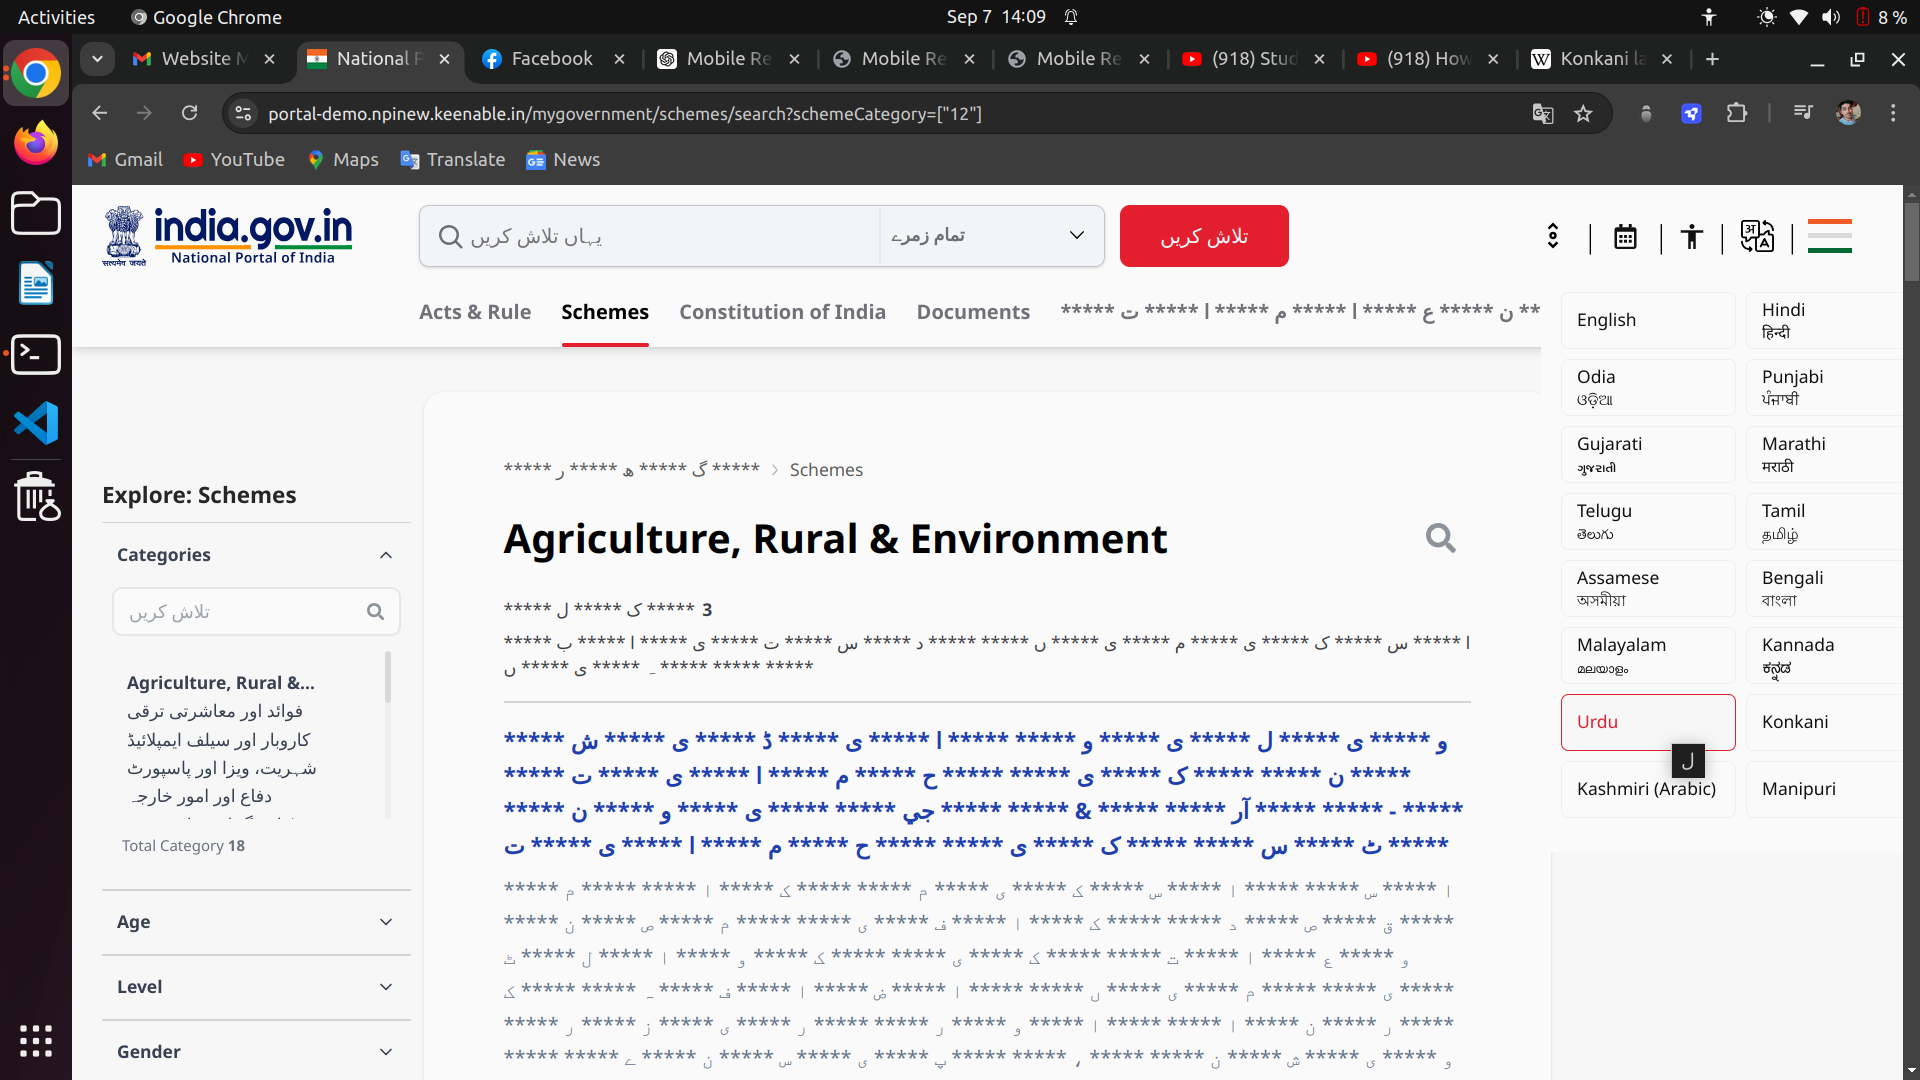 Activities
Google Chrome
Sep 7 14:09
8 %
Website M
National P
Facebook
Mobile Re
Mobile Re
Mobile Re
(918) Stud
(918) How
Konkani la
portal-demo.npinew.keenable.in/mygovernment/schemes/search?schemeCategory=["12"]
Gmail
YouTube
Maps
Translate
News
सत्यमेव जयते
india.gov.in
National Portal of India
یہاں تلاش کریں
تمام زمرے
تلاش کریں
Acts & Rule
Schemes
Constitution of India
Documents
***** ت ***** ا ***** م ***** ا ***** ع ***** ن **
English
Hindi
हिन्दी
Odia
ଓଡ଼ିଆ
Punjabi
ਪੰਜਾਬੀ
Gujarati
ગુજરાતી
Marathi
मराठी
Telugu
తెలుగు
Tamil
தமிழ்
Assamese
অসমীয়া
Bengali
বাংলা
Malayalam
മലയാളം
Kannada
ಕನ್ನಡ
Urdu
Konkani
ل
Kashmiri (Arabic)
Manipuri
Explore: Schemes
Categories
تلاش کریں
Agriculture, Rural &...
فوائد اور معاشرتی ترقی
کاروبار اور سیلف ایمپلائیڈ
شہریت، ویزا اور پاسپورٹ
دفاع اور امور خارجہ
Total Category 18
Age
Level
Gender
***** ر ***** ھ ***** گ *****
Schemes
Agriculture, Rural & Environment
***** ل ***** ک ***** 3
***** ب ***** ا ***** ی ***** ت ***** س ***** د ***** ***** ں ***** ی ***** م ***** ی ***** ک ***** س ***** ا
ں ***** ی ***** ہ ***** ***** *****
***** ش ***** ی ***** ڈ ***** ی ***** ا ***** ***** و ***** ی ***** ل ***** ی ***** و
***** ت ***** ی ***** ا ***** م ***** ح ***** ***** ی ***** ک ***** ***** ن *****
***** ن ***** و ***** ی ***** ***** جي ***** ***** & ***** ***** آر ***** ***** - *****
ت ***** ی ***** ا ***** م ***** ح ***** ***** ی ***** ک ***** ***** س ***** ٹ *****
***** م ***** ***** ا ***** ک ***** ***** م ***** ی ***** ک ***** س ***** ا ***** ***** س ***** ا
***** ن ***** ص ***** م ***** ***** ی ***** ف ***** ا ***** ک ***** ***** د ***** ص ***** ق *****
ٹ ***** ل ***** ا ***** و ***** ک ***** ***** ی ***** ک ***** ***** ت ***** ا ***** ع ***** و
ک ***** ***** ہ ***** ف ***** ا ***** ض ***** ا ***** ***** ں ***** ی ***** م ***** ***** ی *****
***** ر ***** ز ***** ی ***** ر ***** ***** ر ***** و ***** ا ***** ***** ا ***** ن ***** ر *****
***** ***** ے ***** ن ***** س ***** ی ***** پ ***** ***** ، ***** ***** ن ***** ش ***** ی ***** و